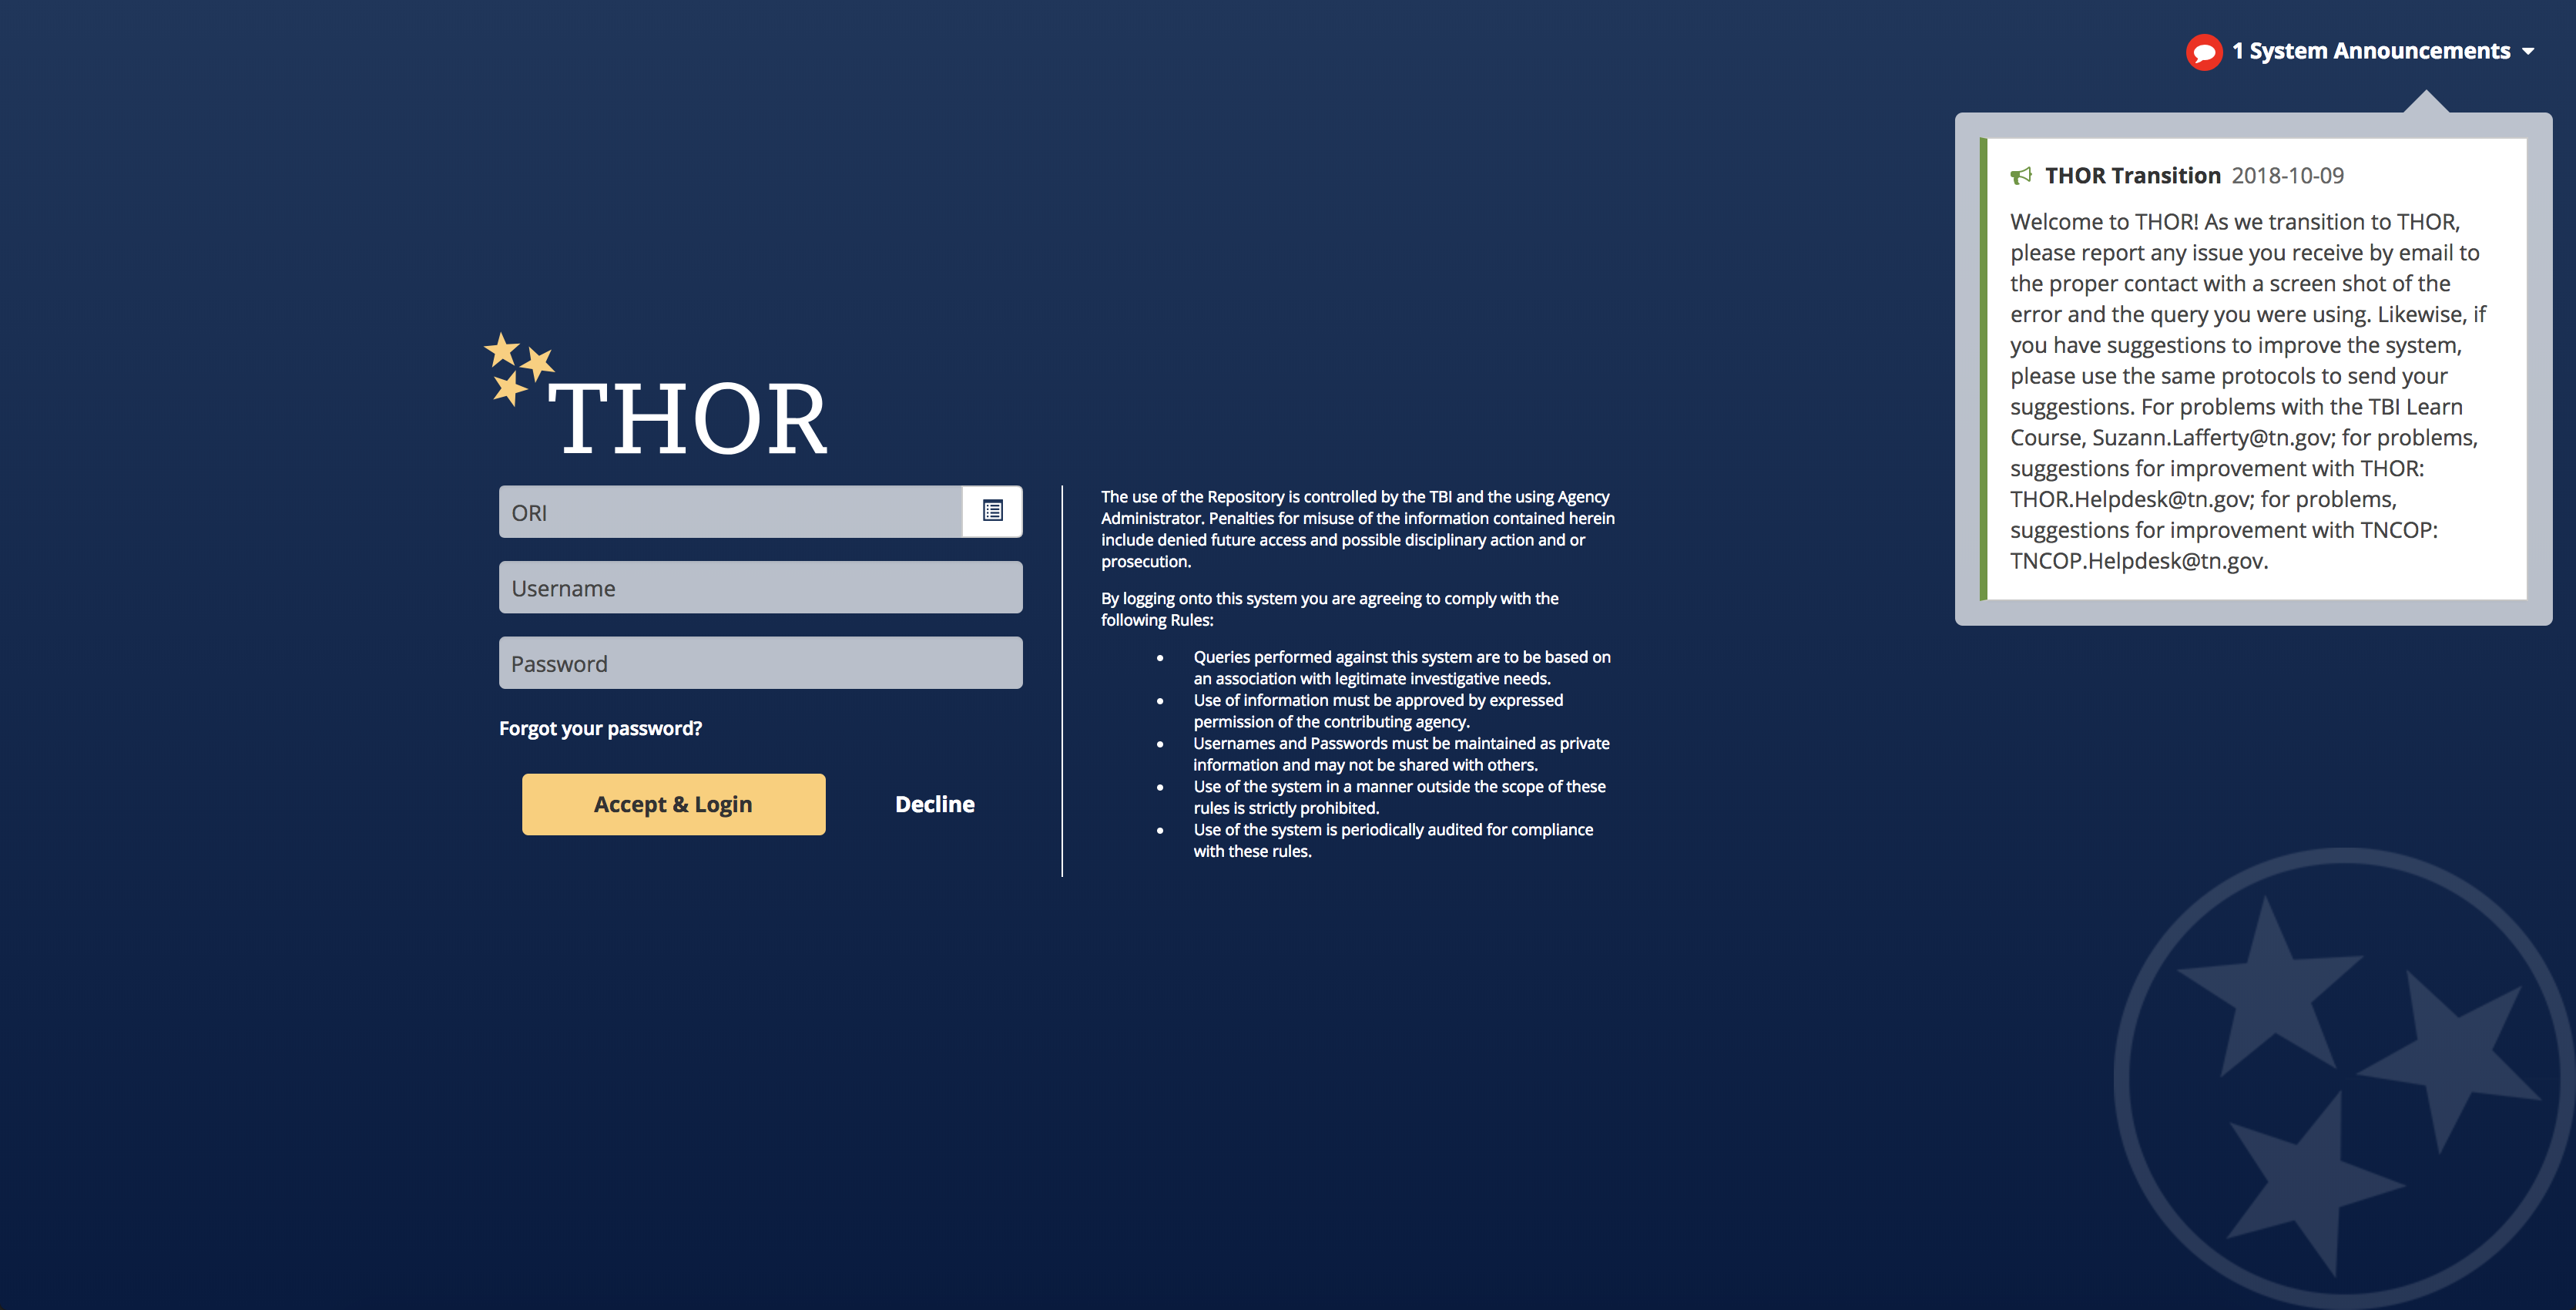 1 System Announcements
THOR Transition 2018-10-09
Welcome to THOR! As we transition to THOR,
please report any issue you receive by email to
the proper contact with a screen shot of the
error and the query you were using. Likewise, if
you have suggestions to improve the system,
please use the same protocols to send your
suggestions. For problems with the TBI Learn
Course, Suzann.Lafferty@tn.gov; for problems,
suggestions for improvement with THOR:
THOR.Helpdesk@tn.gov; for problems,
suggestions for improvement with TNCOP:
TNCOP.Helpdesk@tn.gov.
THOR
ORI
Username
Password
Forgot your password?
Accept & Login
Decline
The use of the Repository is controlled by the TBI and the using Agency
Administrator. Penalties for misuse of the information contained herein
include denied future access and possible disciplinary action and or
prosecution.
By logging onto this system you are agreeing to comply with the
following Rules:
• Queries performed against this system are to be based on
an association with legitimate investigative needs.
• Use of information must be approved by expressed
permission of the contributing agency.
• Usernames and Passwords must be maintained as private
information and may not be shared with others.
• Use of the system in a manner outside the scope of these
rules is strictly prohibited.
• Use of the system is periodically audited for compliance
with these rules.